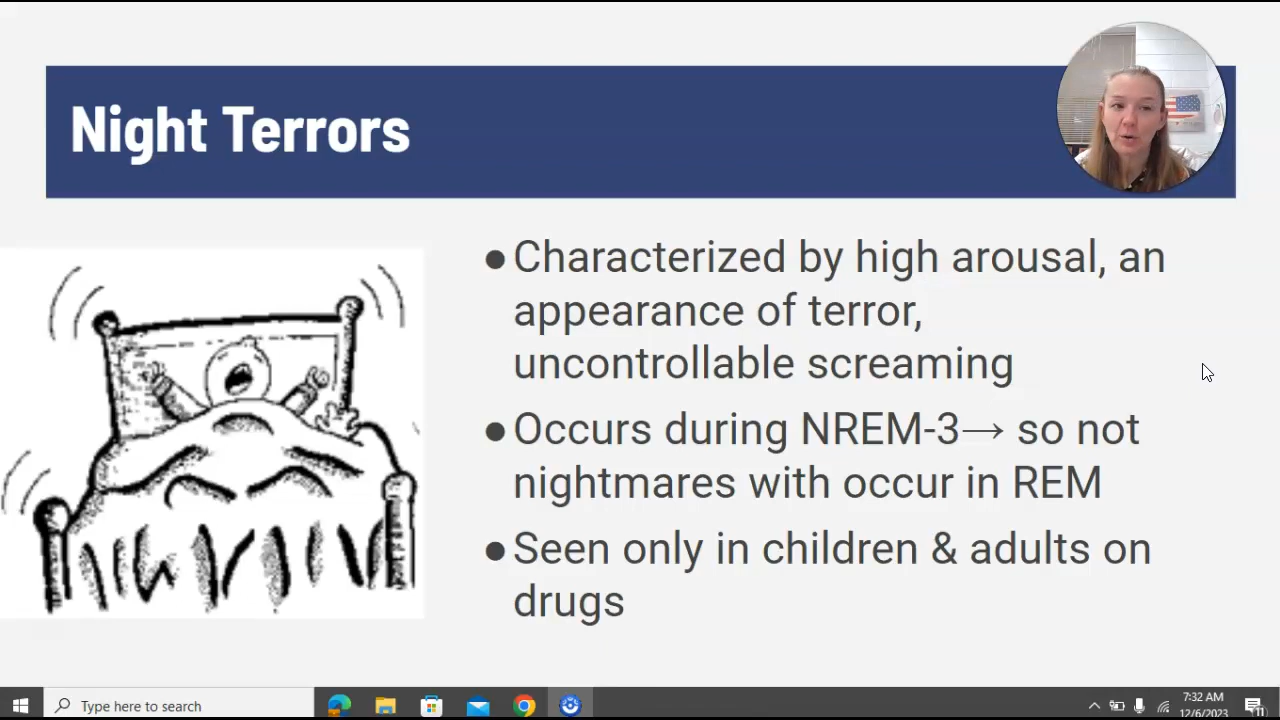 Night Terrors
●Characterized by high arousal, an
appearance of terror,
uncontrollable screaming
●Occurs during NREM-3→ so not
nightmares with occur in REM
●Seen only in children & adults on
drugs
Type here to search
7:32 AM
12/6/2023
11